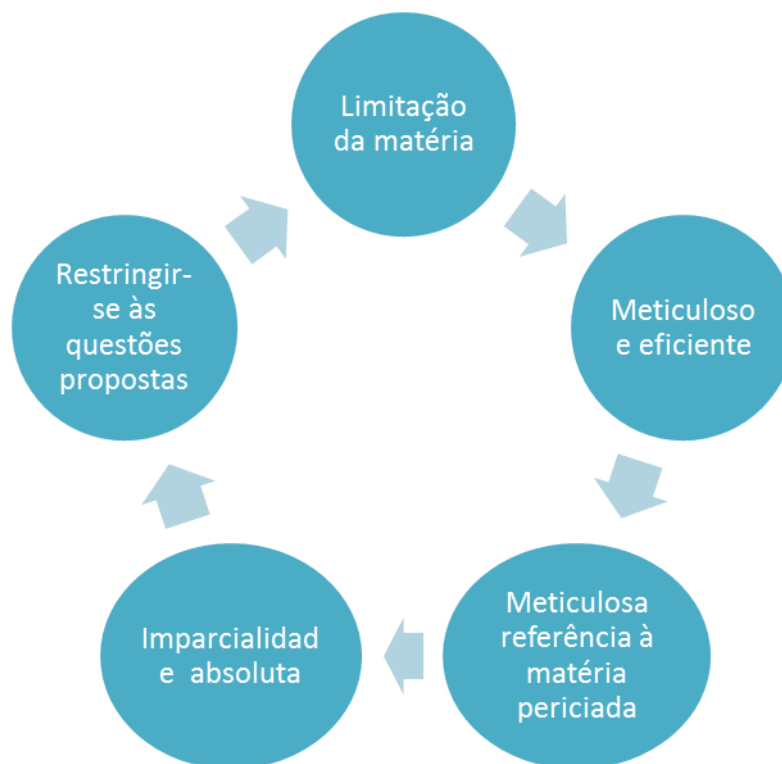 Limitação
da matéria
Meticuloso
e eficiente
Meticulosa
referência à
matéria
periciada
Imparcialidad
e  absoluta
Restringir-
se às
questões
propostas